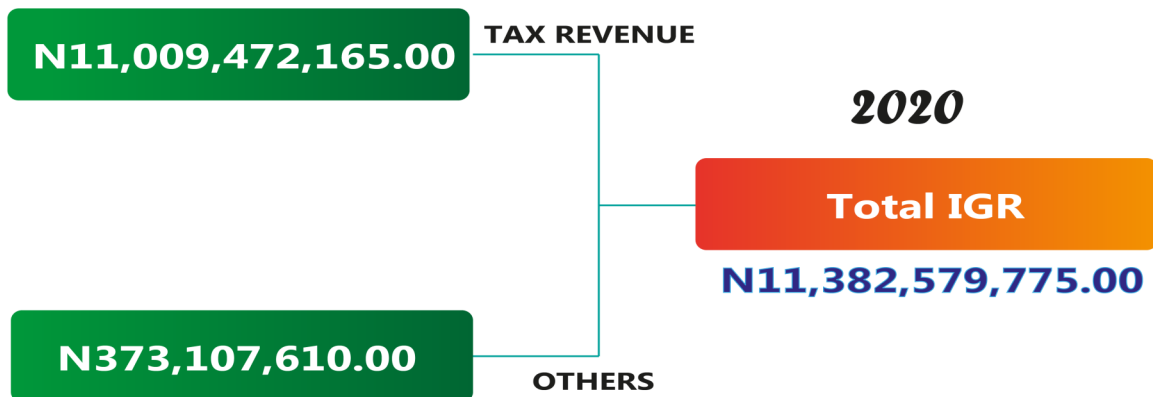 N11,009,472,165.00
TAX REVENUE
2020
Total IGR
N11,382,579,775.00
N373,107,610.00
OTHERS